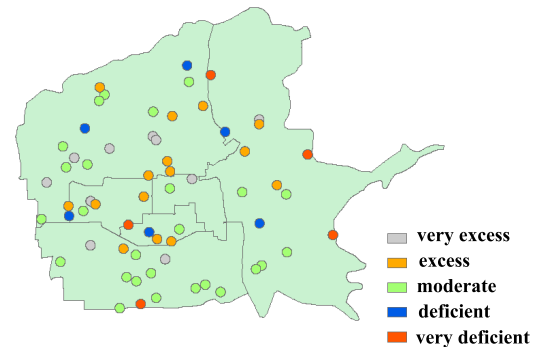 very excess
excess
moderate
deficient
very deficient